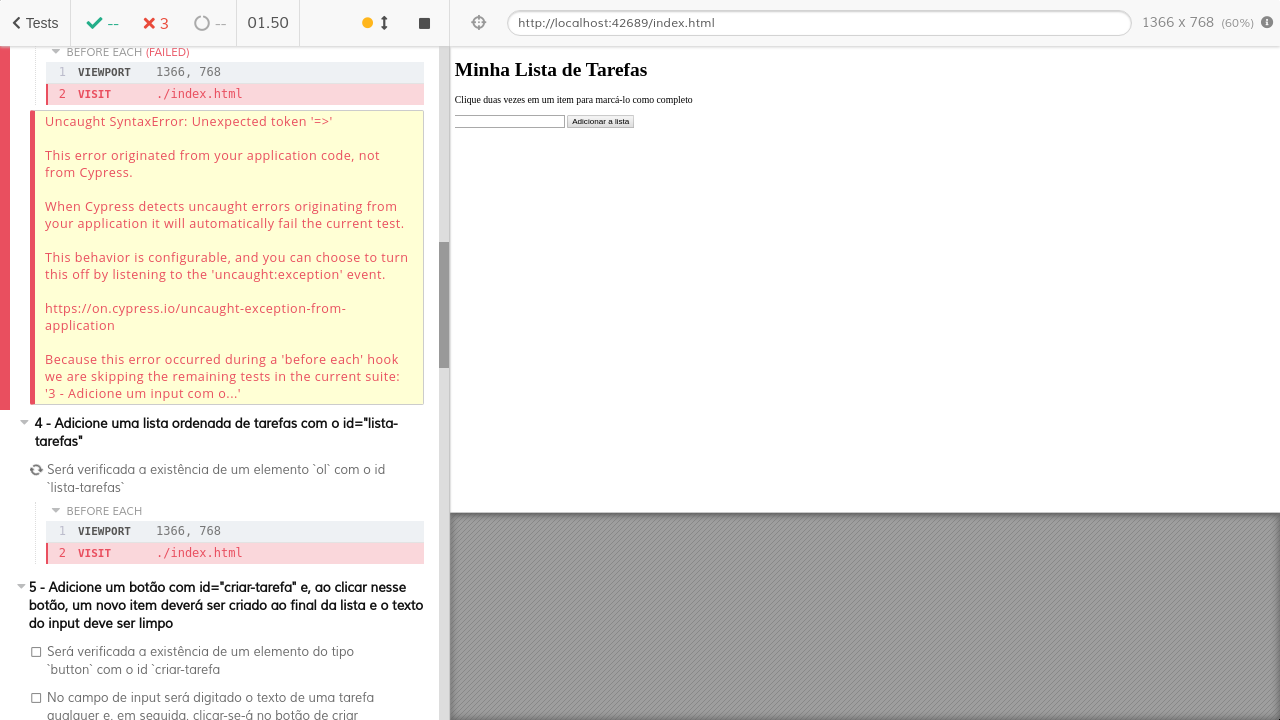 Tests
--
3
--
01.50
http://localhost:42689/index.html
1366 x 768 (60%)
BEFORE EACH (FAILED)
1 VIEWPORT 1366, 768
2 VISIT ./index.html
Uncaught SyntaxError: Unexpected token '=>'
This error originated from your application code, not
from Cypress.
When Cypress detects uncaught errors originating from
your application it will automatically fail the current test.
This behavior is configurable, and you can choose to turn
this off by listening to the 'uncaught:exception' event.
https://on.cypress.io/uncaught-exception-from-
application
Because this error occurred during a 'before each' hook
we are skipping the remaining tests in the current suite:
'3 - Adicione um input com o...'
4 - Adicione uma lista ordenada de tarefas com o id="lista-
tarefas"
Será verificada a existência de um elemento `ol` com o id
`lista-tarefas`
BEFORE EACH
1 VIEWPORT 1366, 768
2 VISIT ./index.html
5 - Adicione um botão com id="criar-tarefa" e, ao clicar nesse
botão, um novo item deverá ser criado ao final da lista e o texto
do input deve ser limpo
Será verificada a existência de um elemento do tipo
`button` com o id `criar-tarefa
No campo de input será digitado o texto de uma tarefa
qualquer e, em seguida, clicar-se-á no botão de criar
Minha Lista de Tarefas
Clique duas vezes em um item para marcá-lo como completo
Adicionar a lista